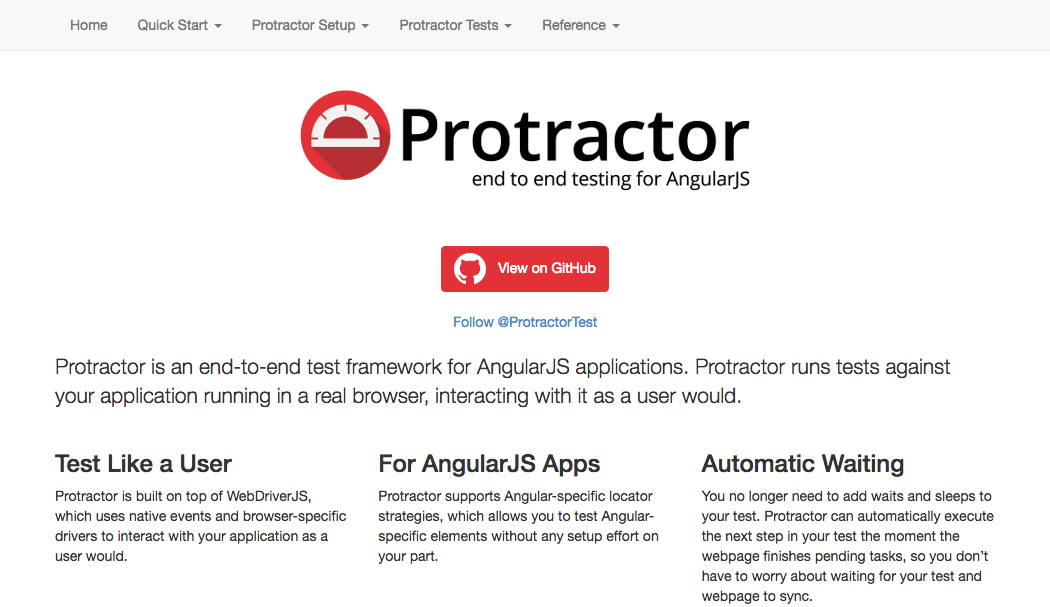 Home Quick Start Protractor Setup Protractor Tests Reference
Protractor
end to end testing for AngularJS
View on GitHub
Follow @ProtractorTest
Protractor is an end-to-end test framework for AngularJS applications. Protractor runs tests against
your application running in a real browser, interacting with it as a user would.
Test Like a User
Protractor is built on top of WebDriverJS,
which uses native events and browser-specific
drivers to interact with your application as a
user would.
For AngularJS Apps
Protractor supports Angular-specific locator
strategies, which allows you to test Angular-
specific elements without any setup effort on
your part.
Automatic Waiting
You no longer need to add waits and sleeps to
your test. Protractor can automatically execute
the next step in your test the moment the
webpage finishes pending tasks, so you don’t
have to worry about waiting for your test and
webpage to sync.